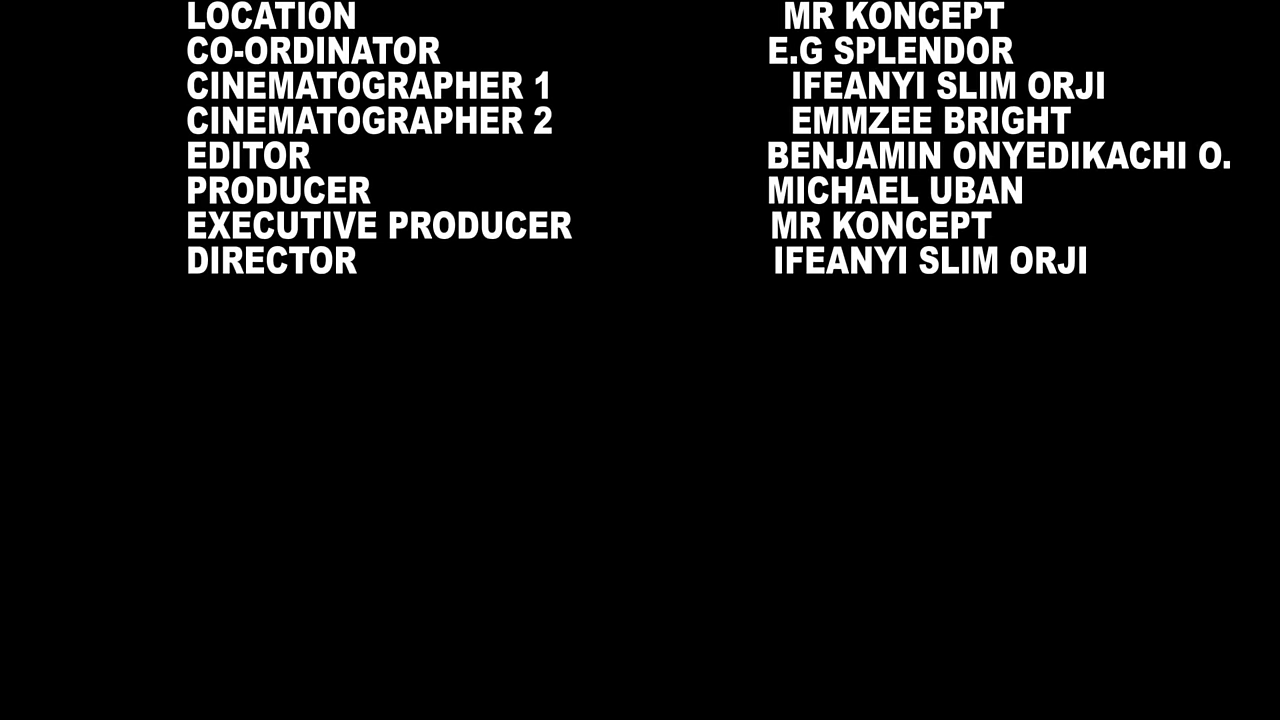 LOCATION MR KONCEPT
CO-ORDINATOR E.G SPLENDOR
CINEMATOGRAPHER 1 IFEANYI SLIM ORJI
CINEMATOGRAPHER 2 EMMZEE BRIGHT
EDITOR BENJAMIN ONYEDIKACHI O.
PRODUCER MICHAEL UBAN
EXECUTIVE PRODUCER MR KONCEPT
DIRECTOR IFEANYI SLIM ORJI